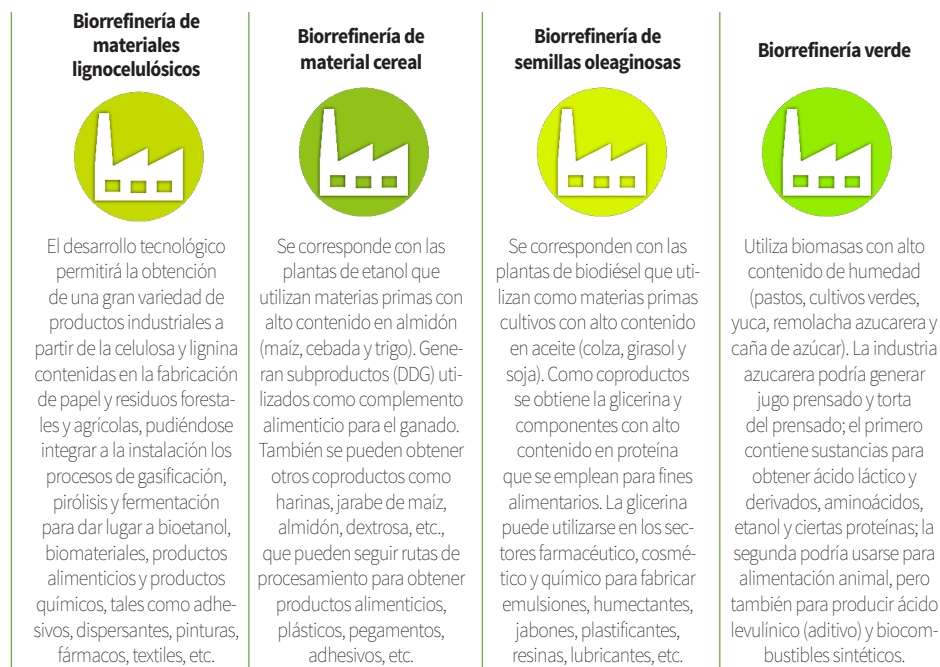 Biorrefinería de
materiales
lignocelulósicos
El desarrollo tecnológico
permitirá la obtención
de una gran variedad de
productos industriales a
partir de la celulosa y lignina
contenidas en la fabricación
de papel y residuos foresta-
les y agrícolas, pudiéndose
integrar a la instalación los
procesos de gasificación,
pirólisis y fermentación
para dar lugar a bioetanol,
biomateriales, productos
alimenticios y productos
químicos, tales como adhe-
sivos, dispersantes, pinturas,
fármacos, textiles, etc.
Biorrefinería de
material cereal
Se corresponde con las
plantas de etanol que
utilizan materias primas con
alto contenido en almidón
(maíz, cebada y trigo). Gene-
ran subproductos (DDG) uti-
lizados como complemento
alimenticio para el ganado.
También se pueden obtener
otros coproductos como
harinas, jarabe de maíz,
almidón, dextrosa, etc.,
que pueden seguir rutas de
procesamiento para obtener
productos alimenticios,
plásticos, pegamentos,
adhesivos, etc.
Biorrefinería de
semillas oleaginosas
Se corresponden con las
plantas de biodiésel que uti-
lizan como materias primas
cultivos con alto contenido
en aceite (colza, girasol y
soja). Como coproductos
se obtiene la glicerina y
componentes con alto
contenido en proteína
que se emplean para fines
alimentarios. La glicerina
puede utilizarse en los sec-
tores farmacéutico, cosmé-
tico y químico para fabricar
emulsiones, humectantes,
jabones, plastificantes,
resinas, lubricantes, etc.
Biorrefinería verde
Utiliza biomasas con alto
contenido de humedad
(pastos, cultivos verdes,
yuca, remolacha azucarera y
caña de azúcar). La industria
azucarera podría generar
jugo prensado y torta
del prensado; el primero
contiene sustancias para
obtener ácido láctico y
derivados, aminoácidos,
etanol y ciertas proteínas; la
segunda podría usarse para
alimentación animal, pero
también para producir ácido
levulínico (aditivo) y biocom-
bustibles sintéticos.